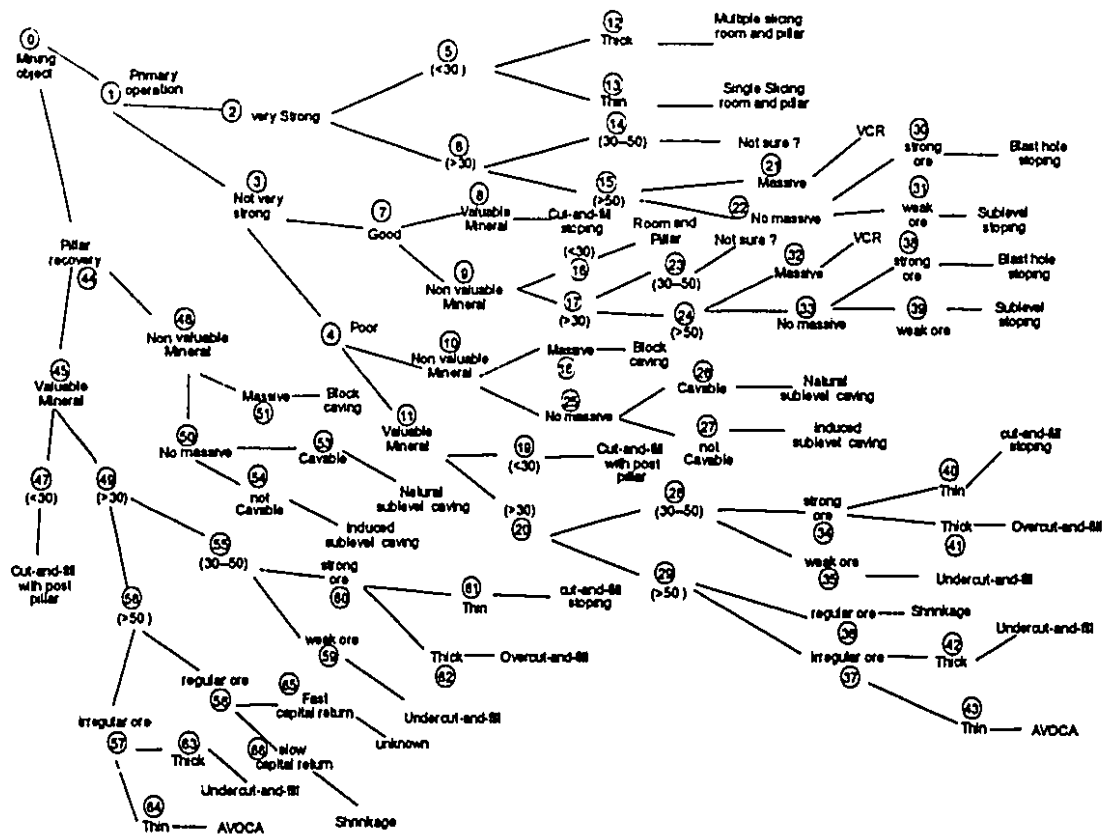 0
Mining
object
1
Primary
operation
2
very Strong
5
(<30)
12
Thick
Multiple slicing
room and pillar
13
Thin
Single Slicing
room and pillar
6
(>30)
14
(30–50)
Not sure ?
15
(>50)
21
Massive
VCR
22
No massive
30
strong
ore
Blast hole
stoping
31
weak
ore
Sublevel
stoping
3
Not very
strong
7
Good
8
Valuable
Mineral
Cut-and-fill
stoping
9
Non valuable
Mineral
(<30)
16
Room and
Pillar
17
(>30)
23
(30–50)
Not sure ?
24
(>50)
32
Massive
VCR
33
No massive
38
strong
ore
Blast hole
stoping
39
weak ore
Sublevel
stoping
4
Poor
10
Non valuable
Mineral
Massive
Block
caving
25
No massive
26
Cavable
Natural
sublevel caving
27
not
Cavable
Induced
sublevel caving
11
Valuable
Mineral
19
(<30)
Cut-and-fill
with post
pillar
(>30)
20
28
(30–50)
strong
ore
34
40
Thin
cut-and-fill
stoping
Thick
41
Overcut-and-fill
weak ore
35
Undercut-and-fill
29
(>50)
regular ore
36
Shrinkage
Irregular ore
37
42
Thick
Undercut-and-fill
43
Thin
AVOCA
Pillar
recovery
44
Non valuable
Mineral
Massive
51
Block
caving
50
No massive
53
Cavable
Natural
sublevel caving
54
not
Cavable
Induced
sublevel caving
45
Valuable
Mineral
47
(<30)
Cut-and-fill
with post
pillar
49
(>30)
55
(30–50)
strong
ore
60
61
Thin
cut-and-fill
stoping
Thick
62
Overcut-and-fill
weak ore
59
Undercut-and-fill
(>50)
regular ore
65
Fast
capital return
unknown
66
slow
capital return
Shrinkage
irregular ore
57
63
Thick
Undercut-and-fill
64
Thin
AVOCA